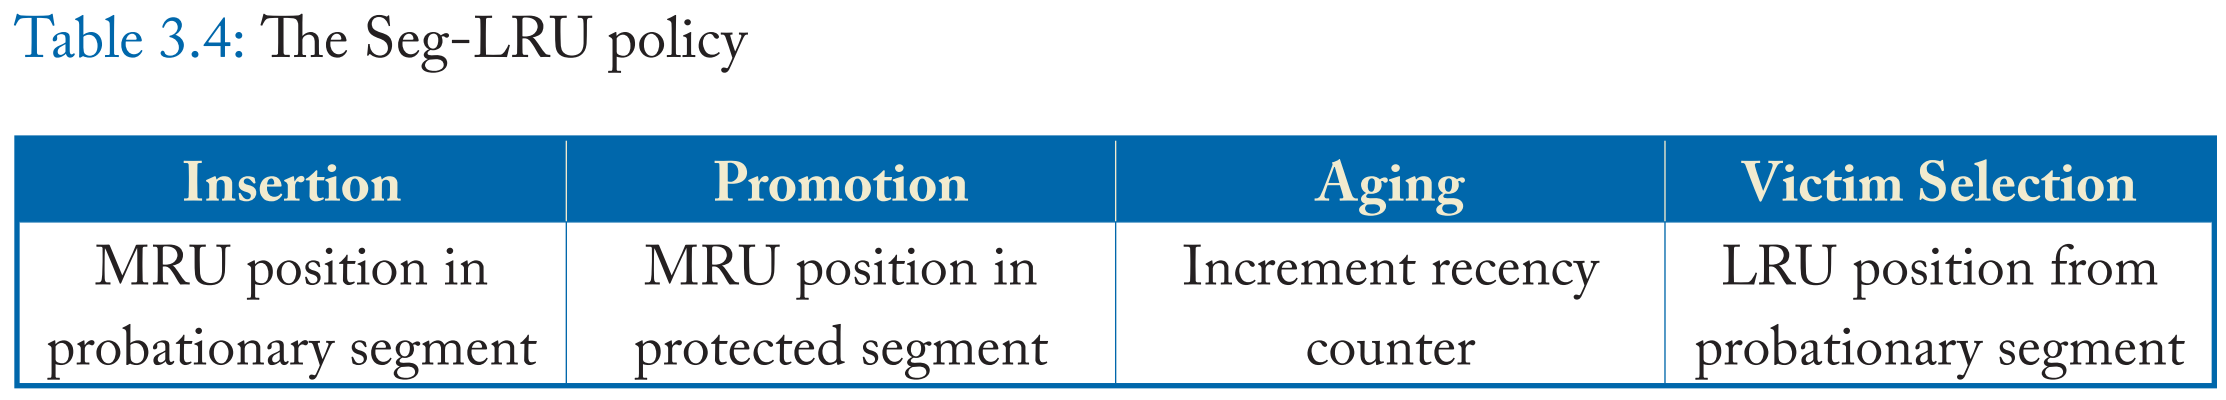 Table 3.4: The Seg-LRU policy
Insertion Promotion Aging Victim Selection
MRU position in MRU position in Increment recency LRU position from
probationary segment protected segment counter probationary segment